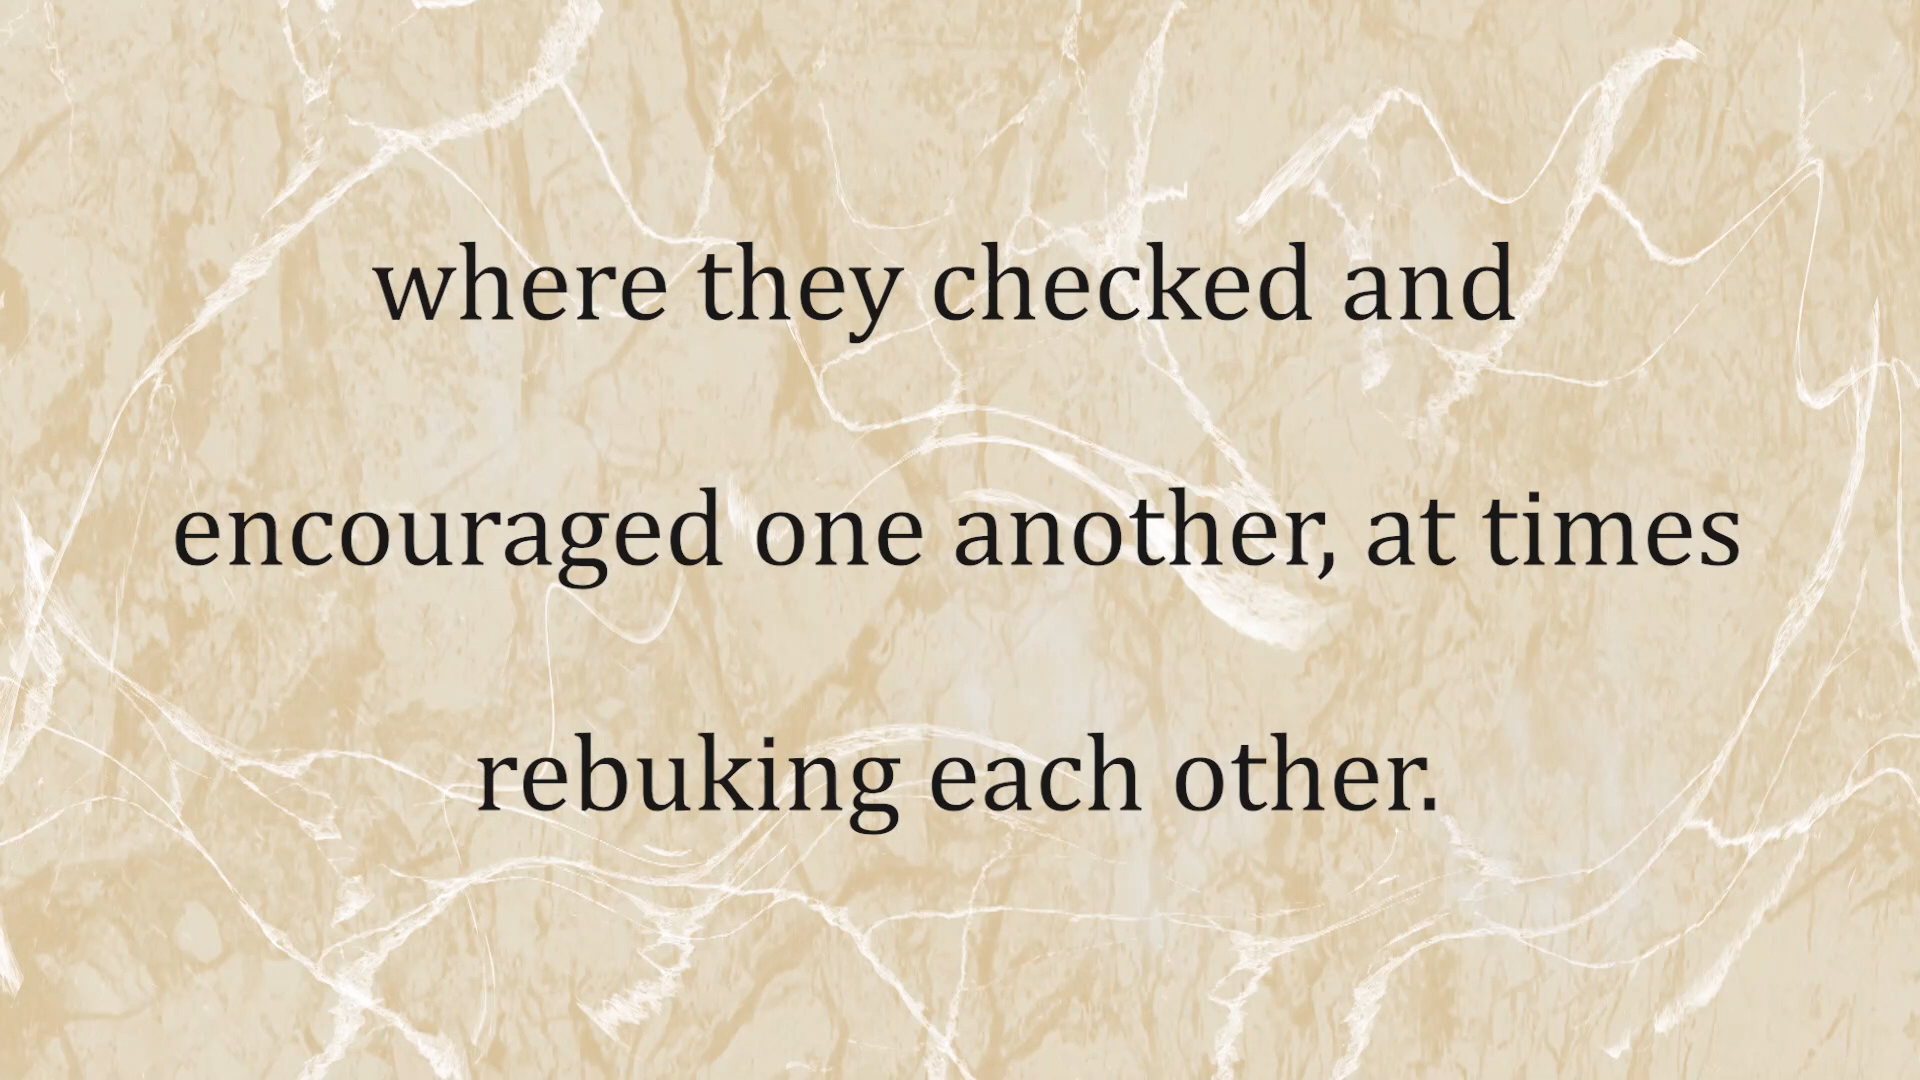 where they checked and
encouraged one another, at times
rebuking each other.